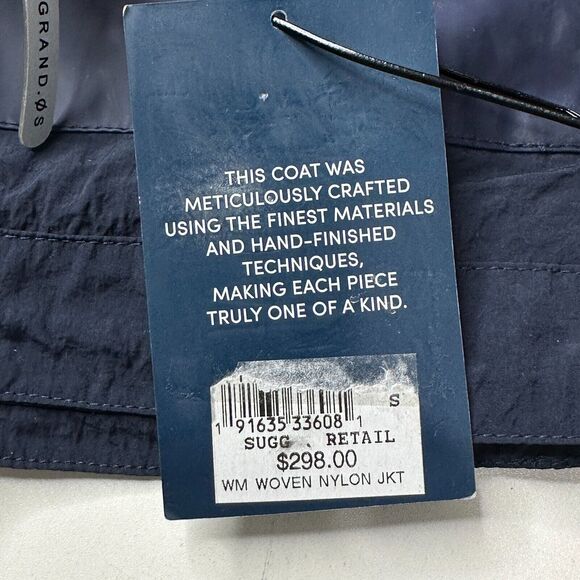 GRAND.ØS
THIS COAT WAS
METICULOUSLY CRAFTED
USING THE FINEST MATERIALS
AND HAND-FINISHED
TECHNIQUES,
MAKING EACH PIECE
TRULY ONE OF A KIND.
S
1 91635 33608 1
SUGG. RETAIL
$298.00
WM WOVEN NYLON JKT